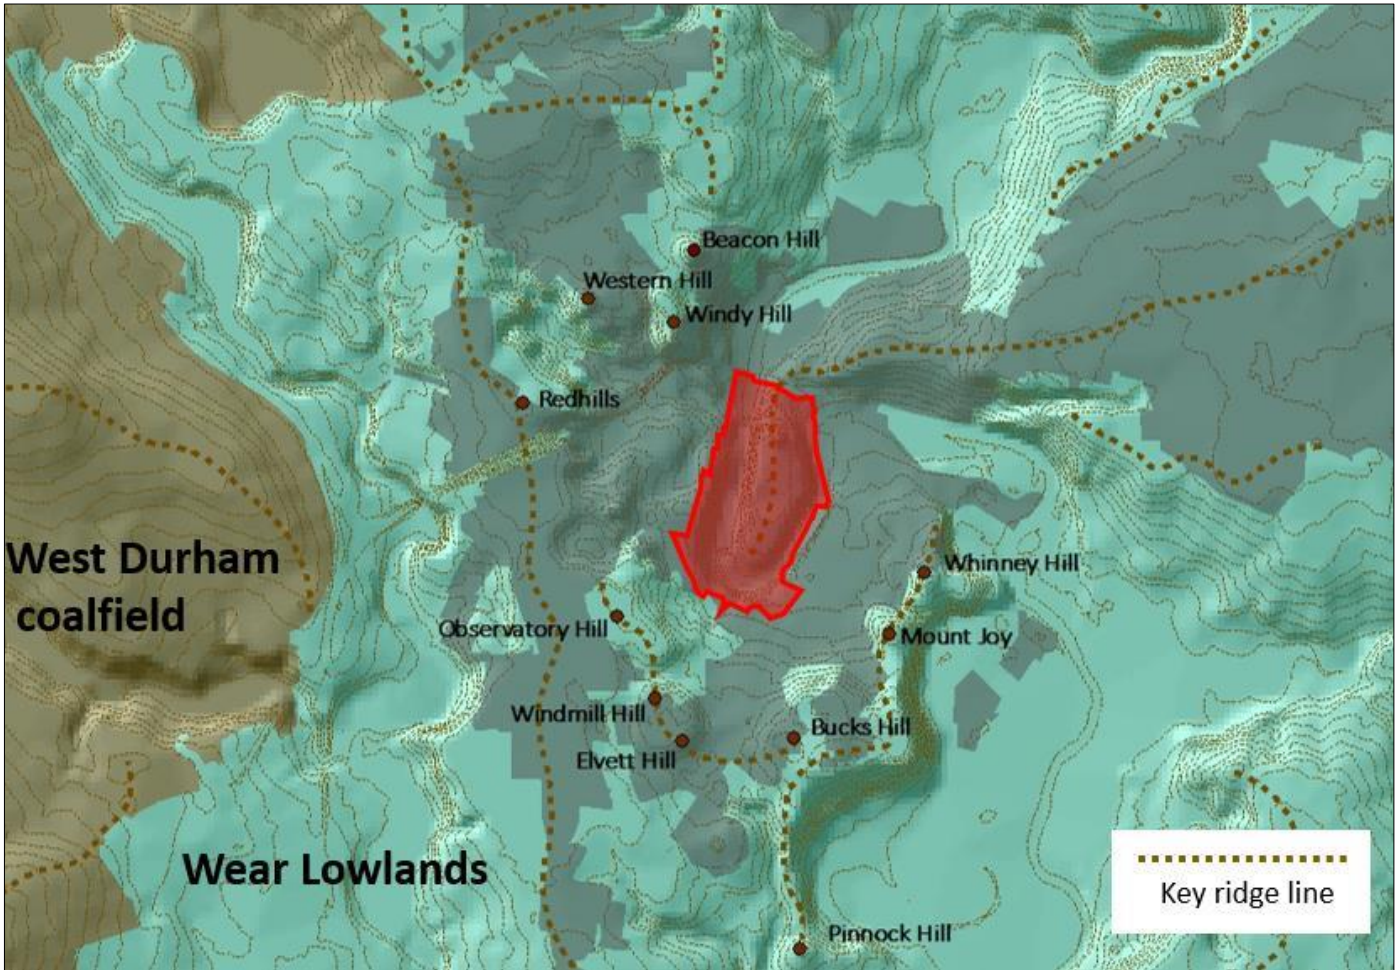 Beacon Hill
Western Hill
Windy Hill
Redhills
West Durham
coalfield
Whinney Hill
Observatory Hill
Mount Joy
Windmill Hill
Bucks Hill
Elvett Hill
Wear Lowlands
Key ridge line
Pinnock Hill